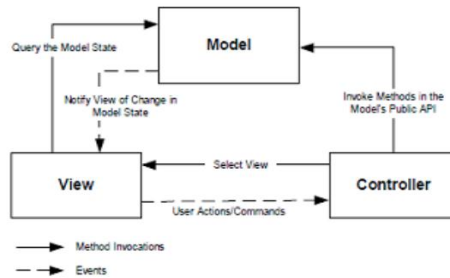 Query the Model State
Model
Notify View of Change in
Model State
Invoke Methods in the
Model's Public API
Select View
View
Controller
User Actions/Commands
Method Invocations
Events